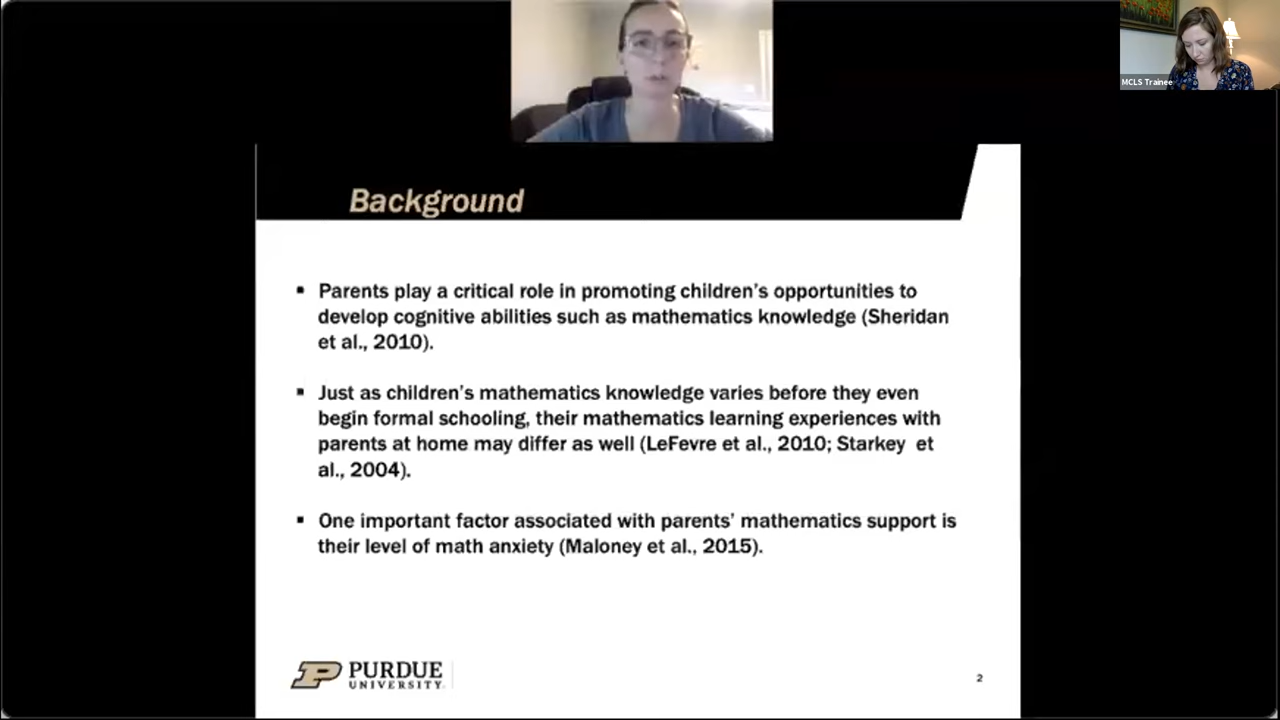 MCLS Trainee
Background
▪ Parents play a critical role in promoting children's opportunities to
develop cognitive abilities such as mathematics knowledge (Sheridan
et al., 2010).
▪ Just as children's mathematics knowledge varies before they even
begin formal schooling, their mathematics learning experiences with
parents at home may differ as well (LeFevre et al., 2010; Starkey et
al., 2004).
▪ One important factor associated with parents' mathematics support is
their level of math anxiety (Maloney et al., 2015).
PURDUE
UNIVERSITY
2